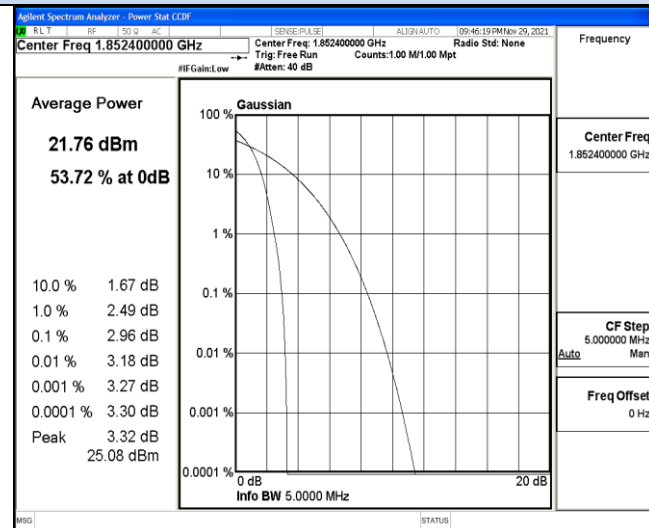 Agilent Spectrum Analyzer - Power Stat CCDF
LXI RLT RF 50 Ω AC SENSE:PULSE ALIGN AUTO 09:46:19 PM Nov 29, 2021
Center Freq 1.852400000 GHz
Center Freq: 1.852400000 GHz Radio Std: None
Trig: Free Run Counts:1.00 M/1.00 Mpt
#IFGain:Low #Atten: 40 dB
Frequency
Average Power
21.76 dBm
53.72 % at 0dB
10.0 % 1.67 dB
1.0 % 2.49 dB
0.1 % 2.96 dB
0.01 % 3.18 dB
0.001 % 3.27 dB
0.0001 % 3.30 dB
Peak 3.32 dB
25.08 dBm
Gaussian
100 %
10 %
1 %
0.1 %
0.01 %
0.001 %
0.0001 %
0 dB 20 dB
Info BW 5.0000 MHz
Center Freq
1.852400000 GHz
CF Step
5.000000 MHz
Auto Man
Freq Offset
0 Hz
MSG STATUS